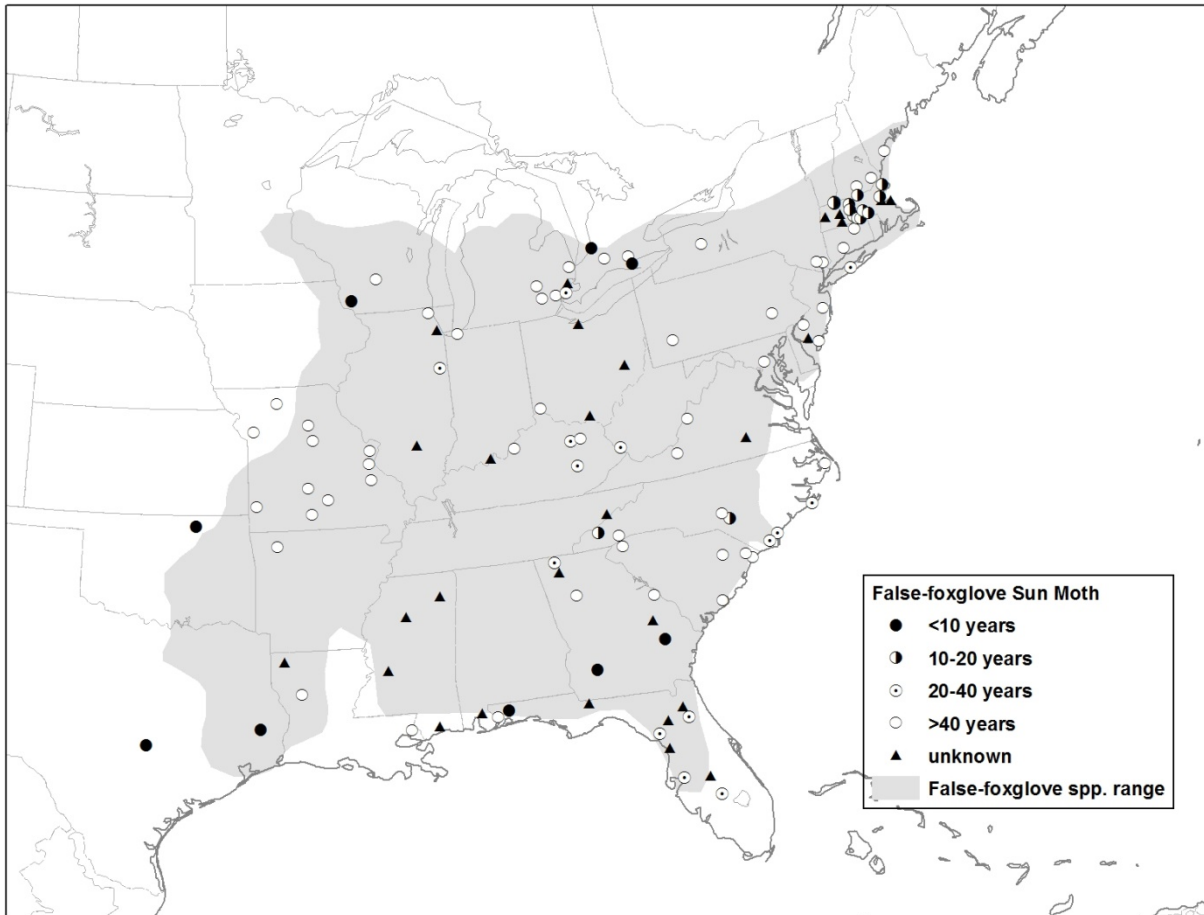 False-foxglove Sun Moth
<10 years
10-20 years
20-40 years
>40 years
unknown
False-foxglove spp. range